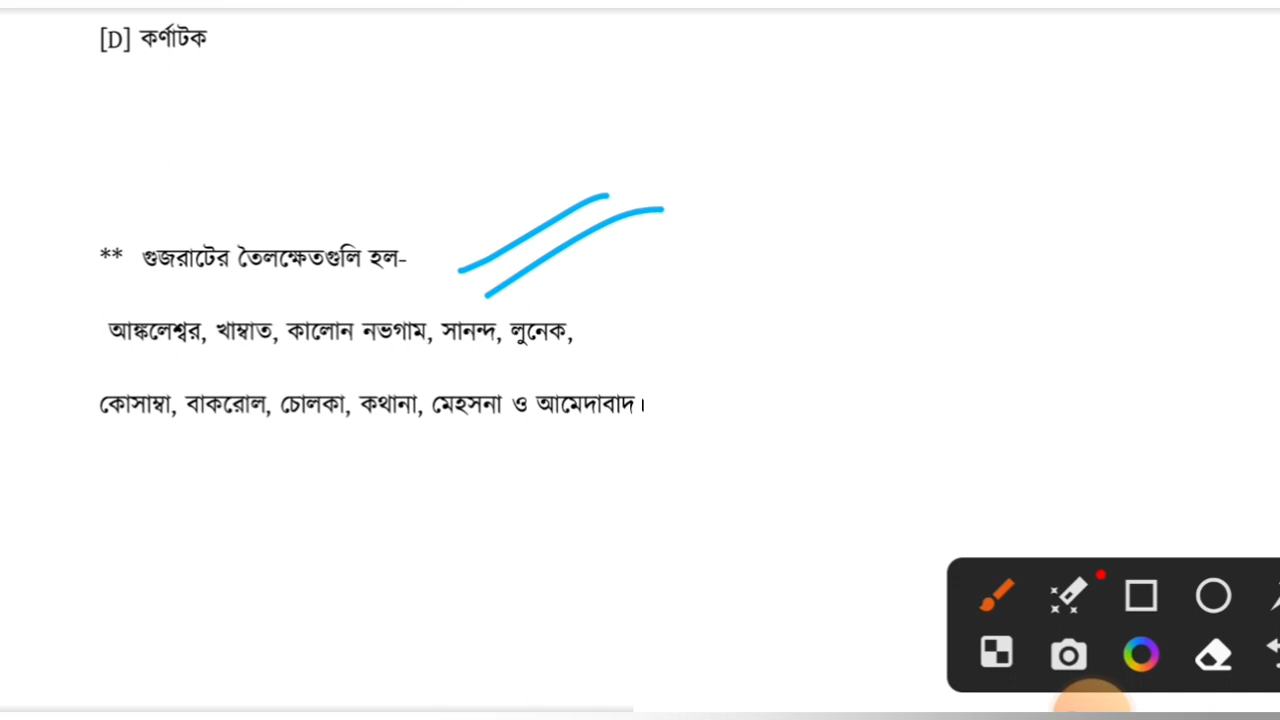 [D] কর্ণাটক
** গুজরাটের তৈলক্ষেতগুলি হল-
আঙ্কলেশ্বর, খাম্বাত, কালোন নভগাম, সানন্দ, লুনেক,
কোসাম্বা, বাকরোল, চোলকা, কথানা, মেহসনা ও আমেদাবাদ।